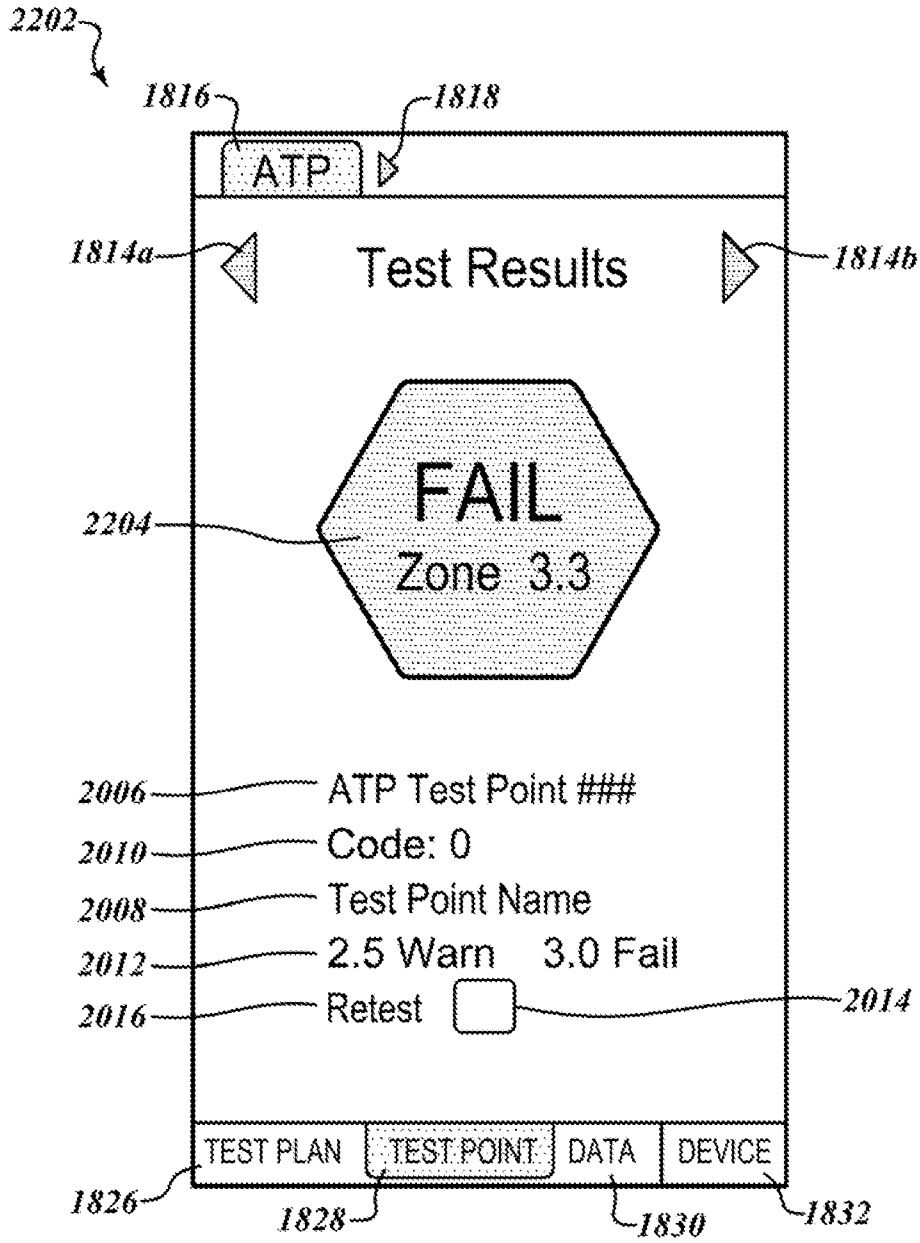 2202
1816 1818
ATP
1814a Test Results 1814b
FAIL
2204
Zone 3.3
2006 ATP Test Point ###
2010 Code: 0
2008 Test Point Name
2012 2.5 Warn 3.0 Fail
2016 Retest 2014
TEST PLAN TEST POINT DATA DEVICE
1826 1828 1830 1832